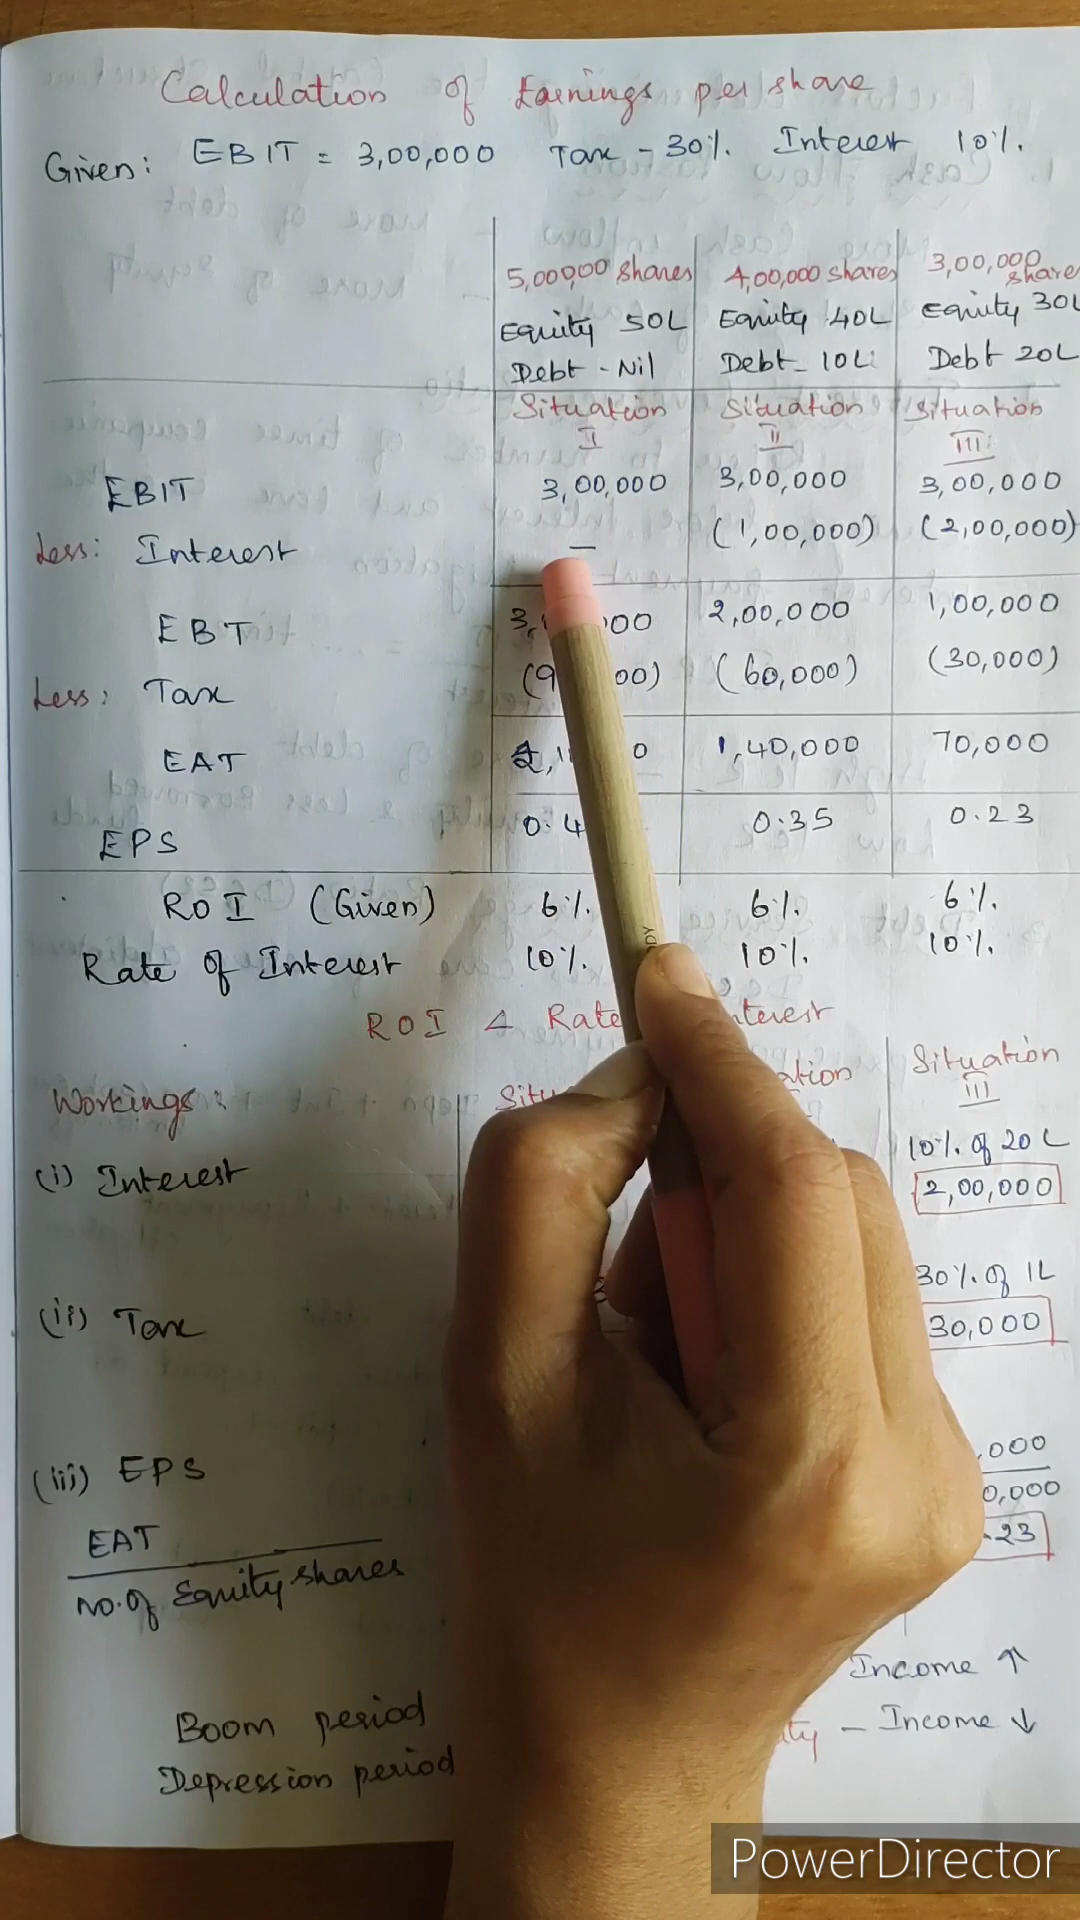 Calculation of Earnings per share
Given: EBIT = 3,00,000 Tax - 30% Interest 10%.
5,00,000 shares 4,00,000 shares 3,00,000 shares
Equity 50L Equity 40L Equity 30L
Debt - Nil Debt - 10L Debt 20L
Situation I Situation II Situation III
EBIT 3,00,000 3,00,000 3,00,000
Less: Interest — (1,00,000) (2,00,000)
EBT 2,00,000 1,00,000
Less: Tax (60,000) (30,000)
EAT 1,40,000 70,000
EPS 0.4 0.35 0.23
ROI (Given) 6%. 6%. 6%.
Rate of Interest 10%. 10%. 10%.
ROI < Rate
Workings: Situation III
(i) Interest 10% of 20 L
2,00,000
(ii) Tax 30% of 1L
30,000
(iii) EPS
EAT
No. of Equity shares
Income ↑
Boom period
— Income ↓
Depression period
PowerDirector